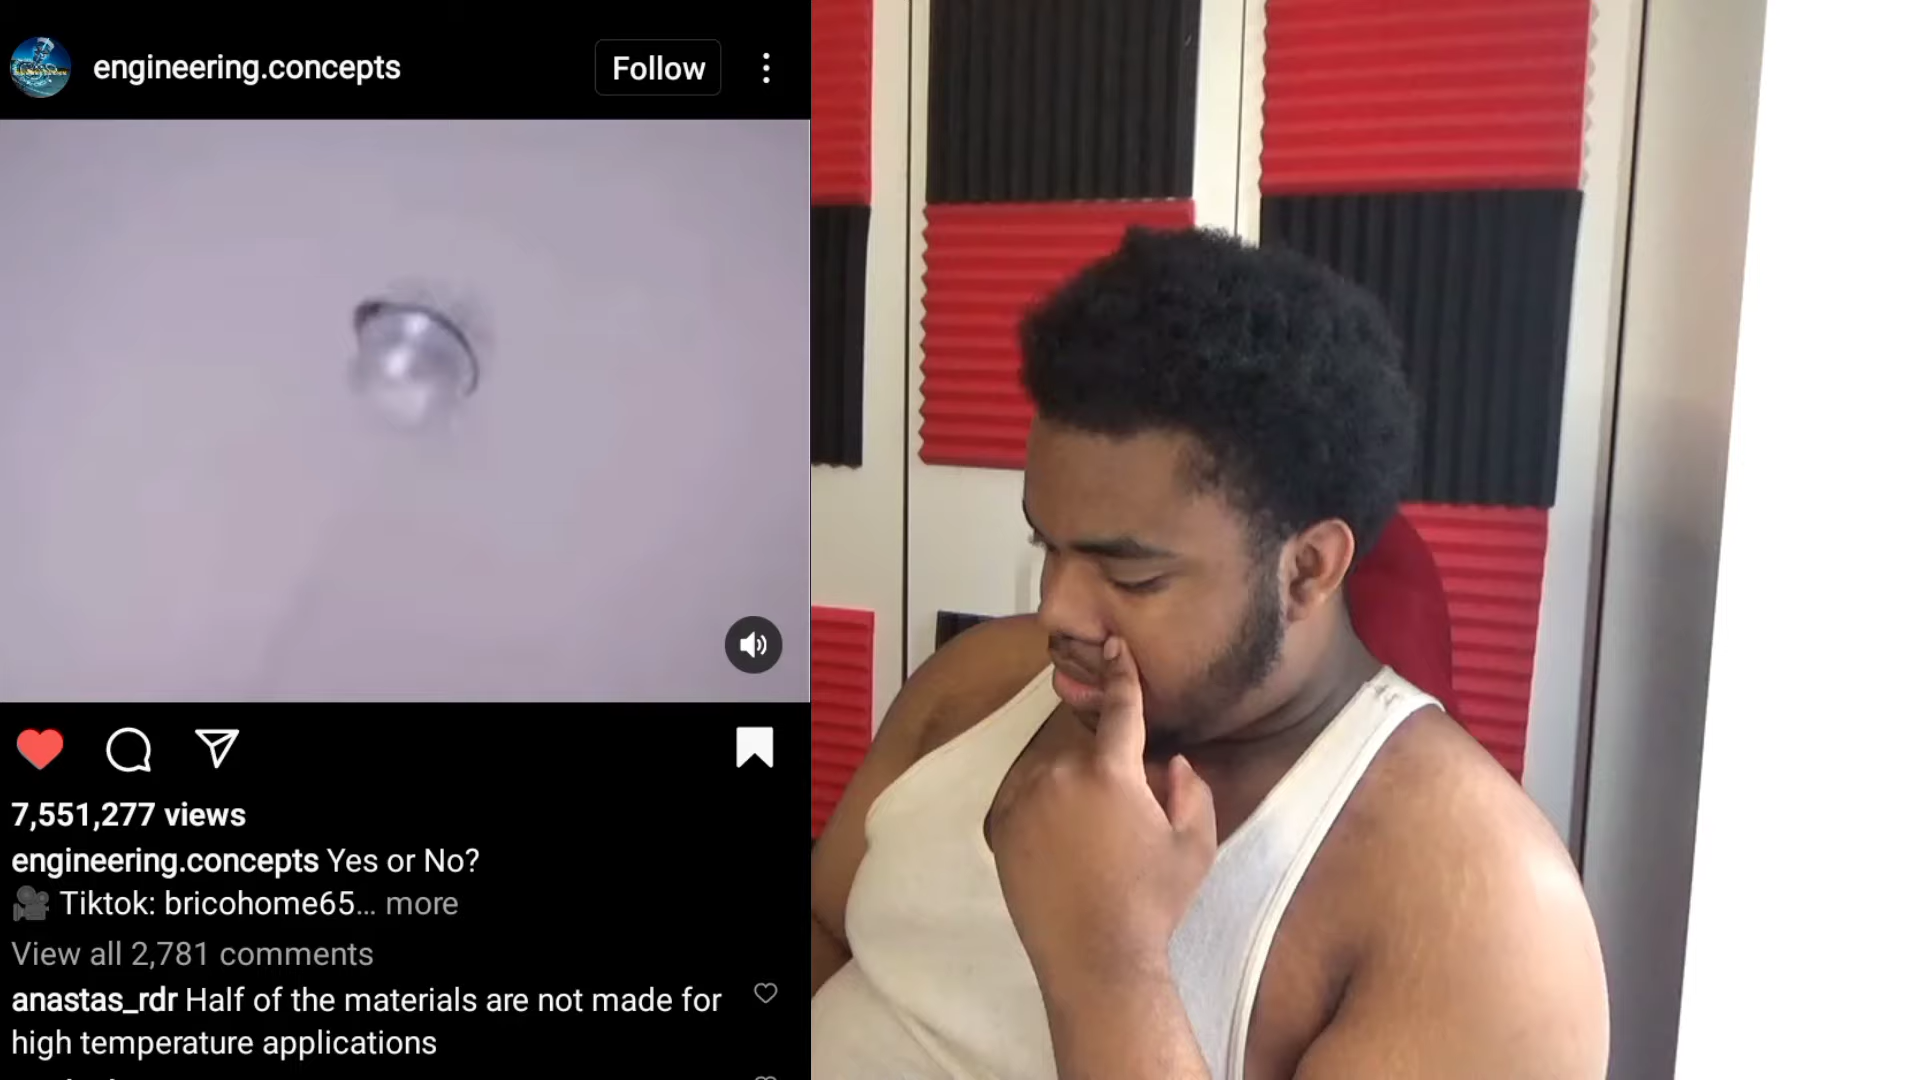 engineering.concepts
Follow
7,551,277 views
engineering.concepts Yes or No?
Tiktok: bricohome65... more
View all 2,781 comments
anastas_rdr Half of the materials are not made for
high temperature applications